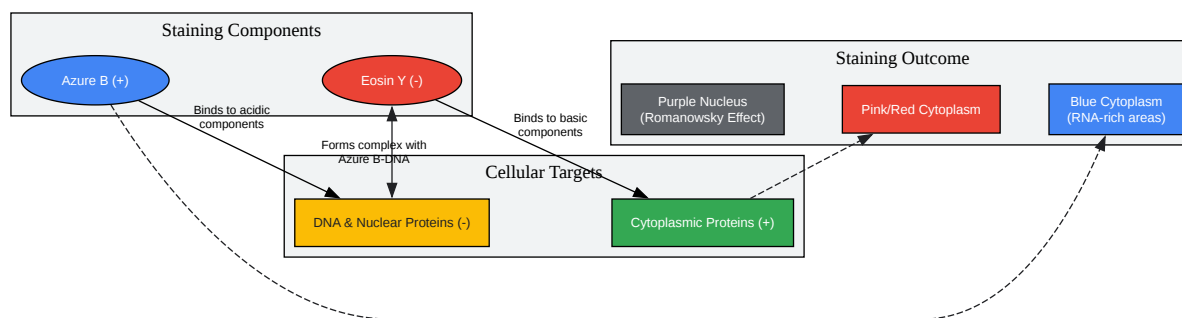 Staining Components
Azure B (+)
Eosin Y (-)
Staining Outcome
Purple Nucleus
(Romanowsky Effect)
Pink/Red Cytoplasm
Blue Cytoplasm
(RNA-rich areas)
Binds to acidic
components
Binds to basic
components
Forms complex with
Azure B-DNA
Cellular Targets
DNA & Nuclear Proteins (-)
Cytoplasmic Proteins (+)